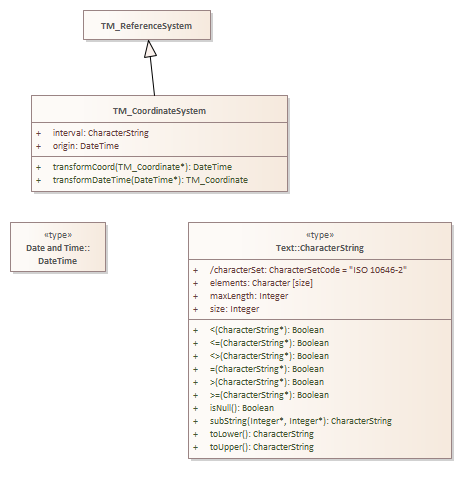 TM_ReferenceSystem
TM_CoordinateSystem
+ interval: CharacterString
+ origin: DateTime
+ transformCoord(TM_Coordinate*): DateTime
+ transformDateTime(DateTime*): TM_Coordinate
«type»
Date and Time::
DateTime
«type»
Text::CharacterString
+ /characterSet: CharacterSetCode = "ISO 10646-2"
+ elements: Character [size]
+ maxLength: Integer
+ size: Integer
+ <(CharacterString*): Boolean
+ <=(CharacterString*): Boolean
+ <>(CharacterString*): Boolean
+ =(CharacterString*): Boolean
+ >(CharacterString*): Boolean
+ >=(CharacterString*): Boolean
+ isNull(): Boolean
+ subString(Integer*, Integer*): CharacterString
+ toLower(): CharacterString
+ toUpper(): CharacterString